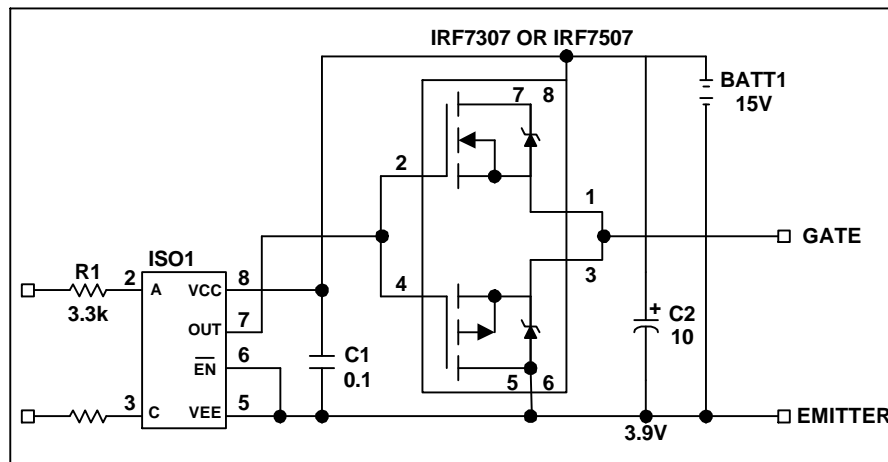 IRF7307 OR IRF7507
7 8
BATT1
15V
2
1
ISO1
GATE
R1
2
8
4
3
A
VCC
3.3k
7
OUT
+
C2
10
6
EN
C1
0.1
5 6
3
C
VEE
5
EMITTER
3.9V